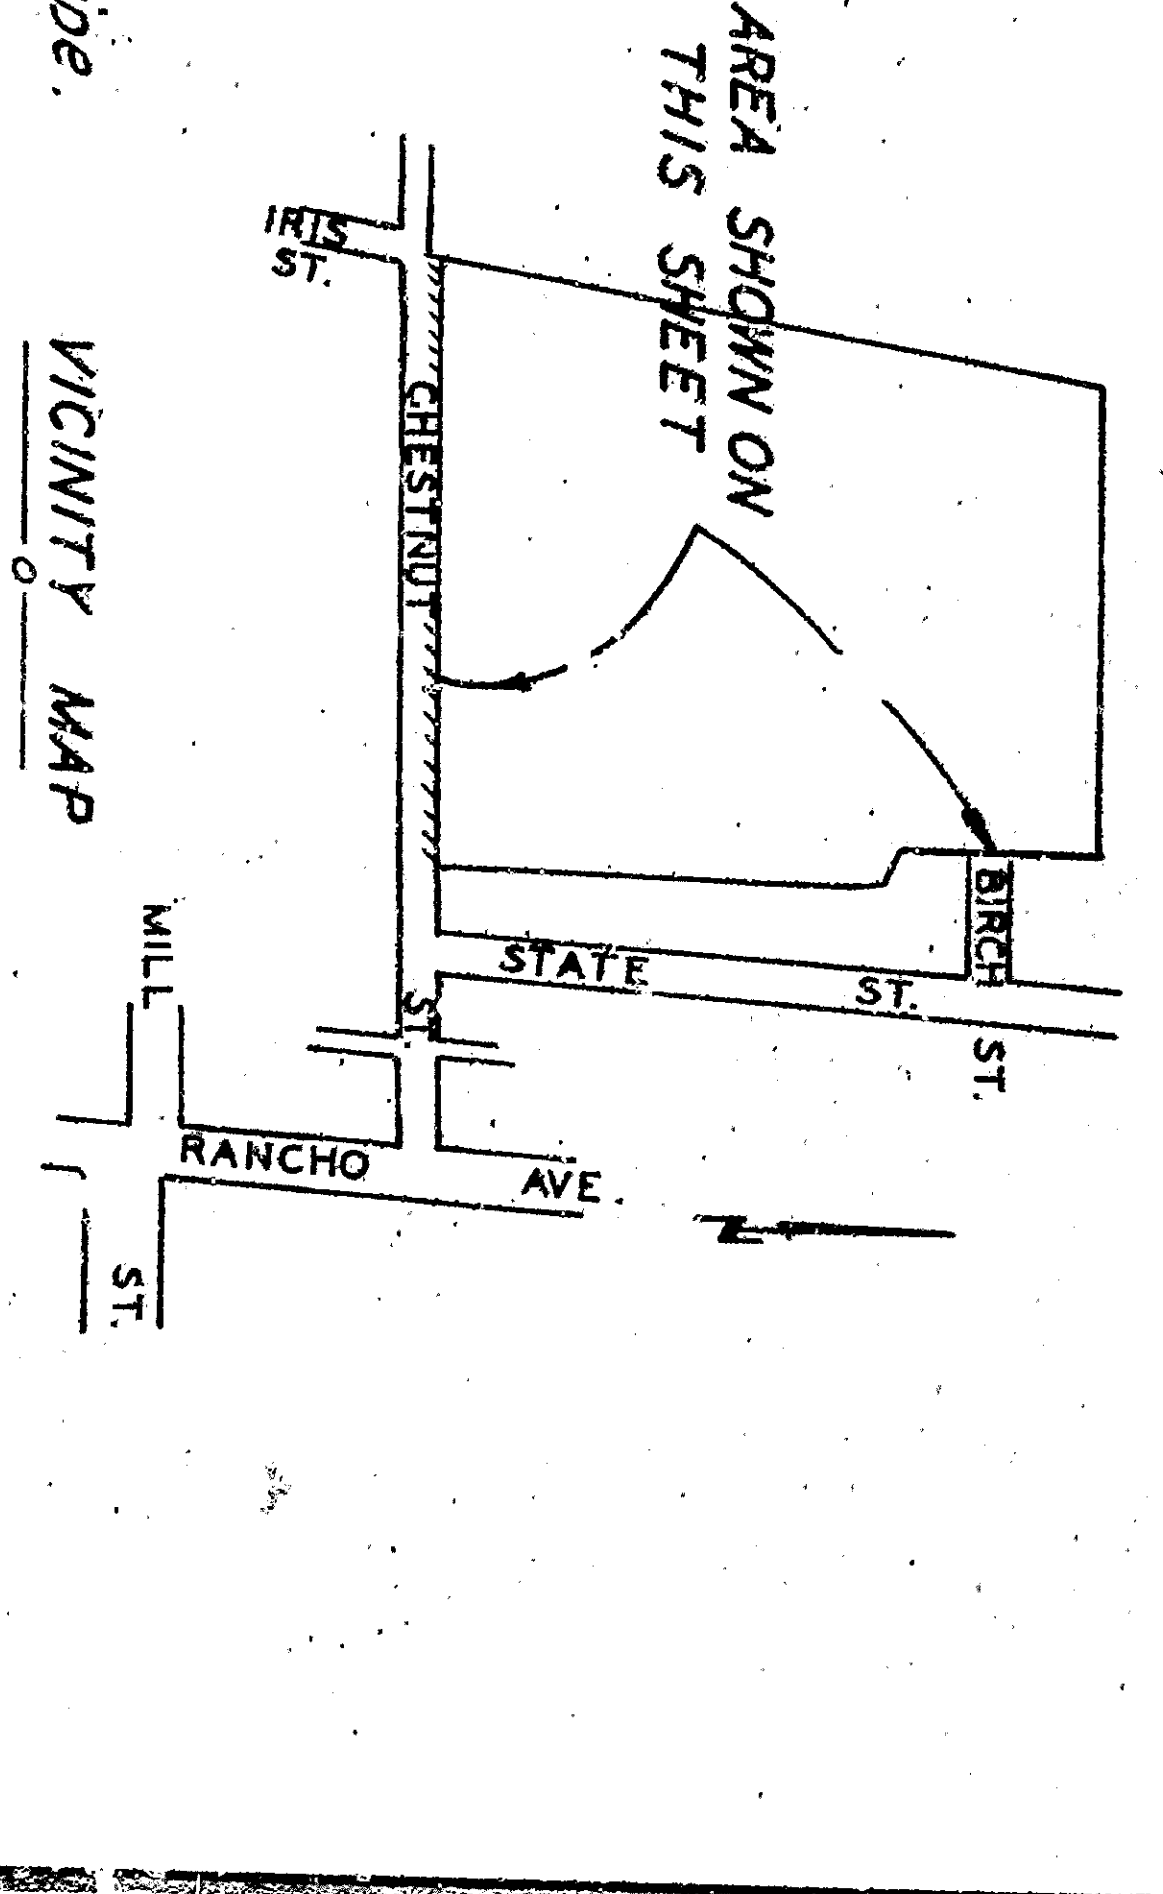 ide.
AREA SHOWN ON
THIS SHEET
IRIS
ST.
CHESTNUT ST.
BIRCH ST.
STATE ST.
MILL ST.
RANCHO AVE.
N
VICINITY MAP